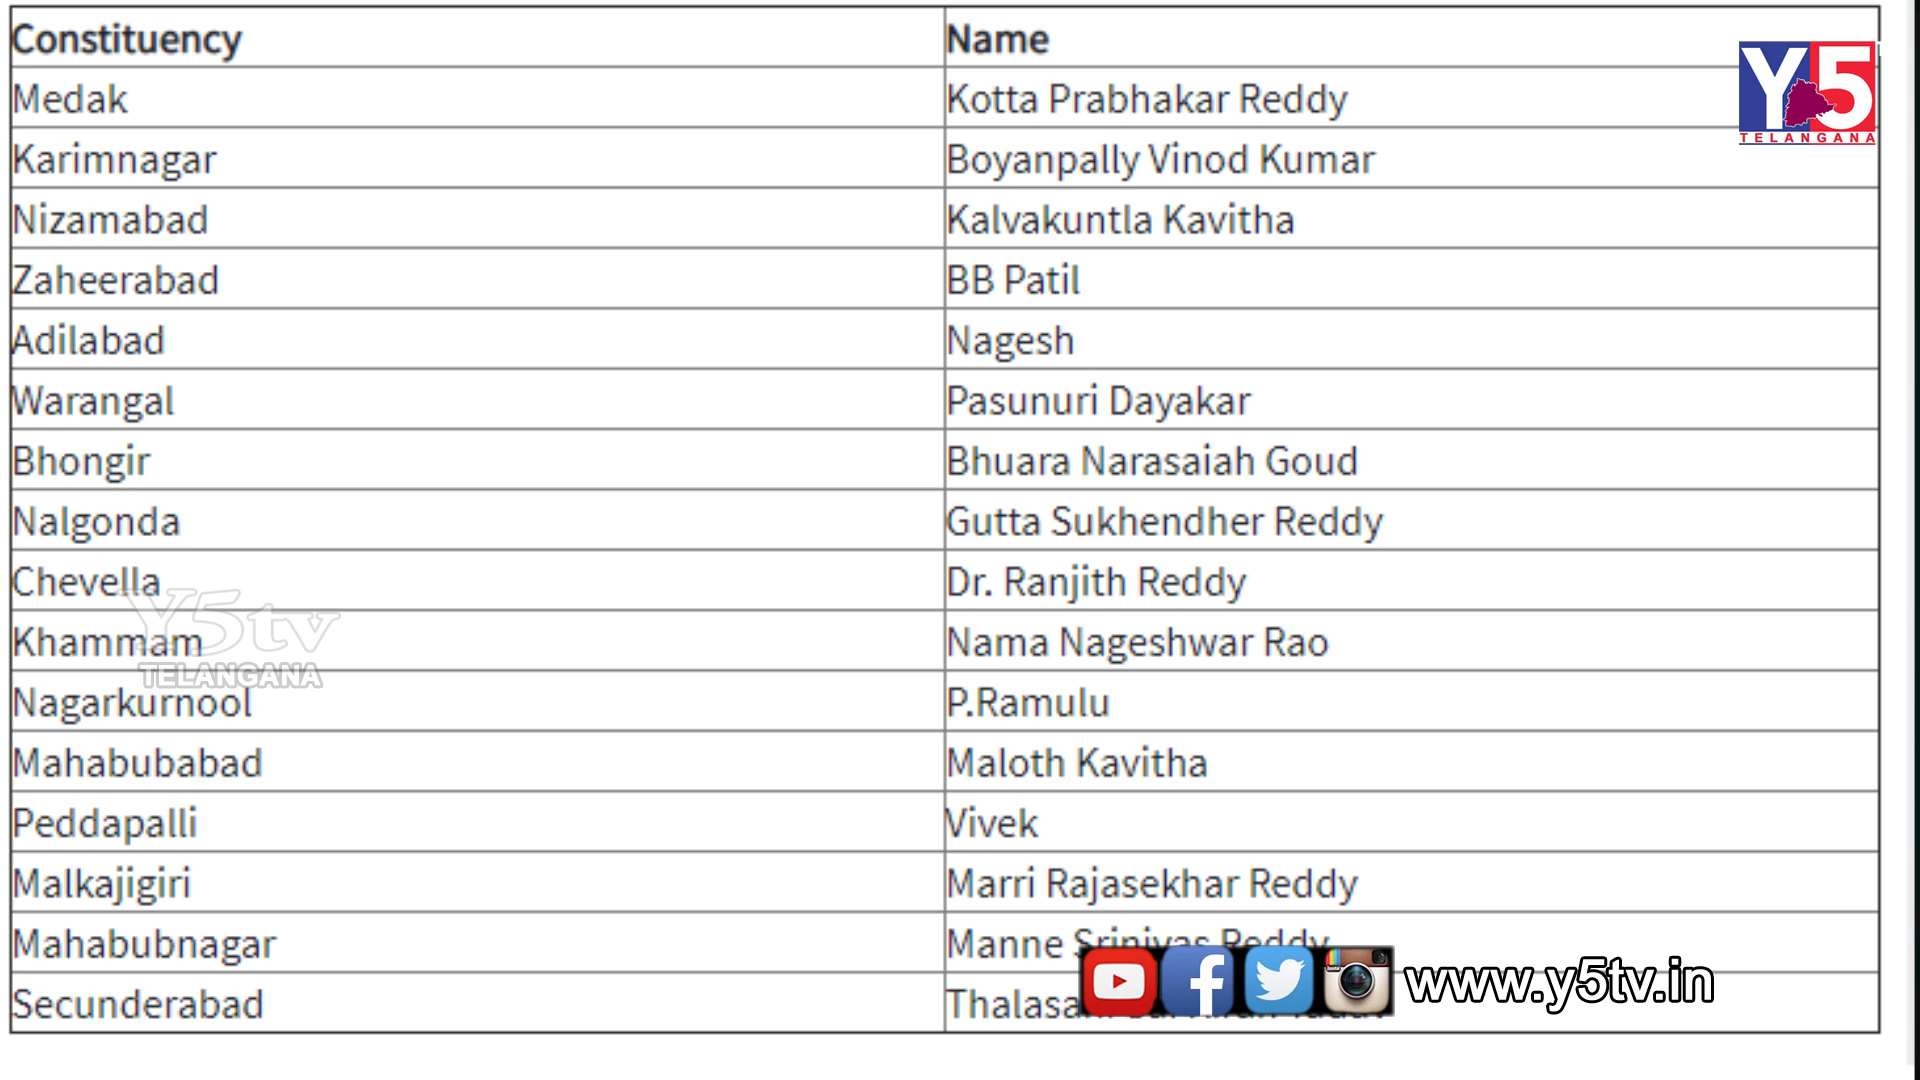 Constituency Name
Medak Kotta Prabhakar Reddy
Karimnagar Boyanpally Vinod Kumar
Nizamabad Kalvakuntla Kavitha
Zaheerabad BB Patil
Adilabad Nagesh
Warangal Pasunuri Dayakar
Bhongir Bhuara Narasaiah Goud
Nalgonda Gutta Sukhendher Reddy
Chevella Dr. Ranjith Reddy
Khammam Nama Nageshwar Rao
Nagarkurnool P.Ramulu
Mahabubabad Maloth Kavitha
Peddapalli Vivek
Malkajigiri Marri Rajasekhar Reddy
Mahabubnagar Manne Srinivas Reddy
Secunderabad
Y5
TELANGANA
Y5tv
TELANGANA
www.y5tv.in